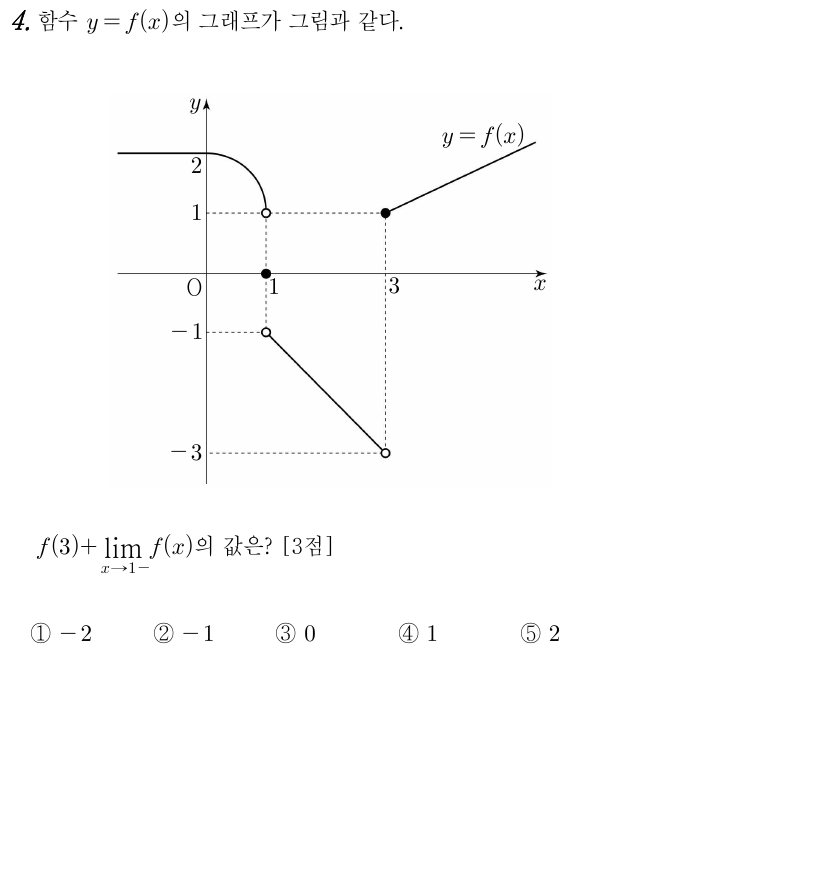 4. 함수 y=f(x)의 그래프가 그림과 같다.
y
y=f(x)
2
1
O 1 3 x
-1
-3
f(3)+ lim f(x)의 값은? [3점]
x→1-
① -2 ② -1 ③ 0 ④ 1 ⑤ 2